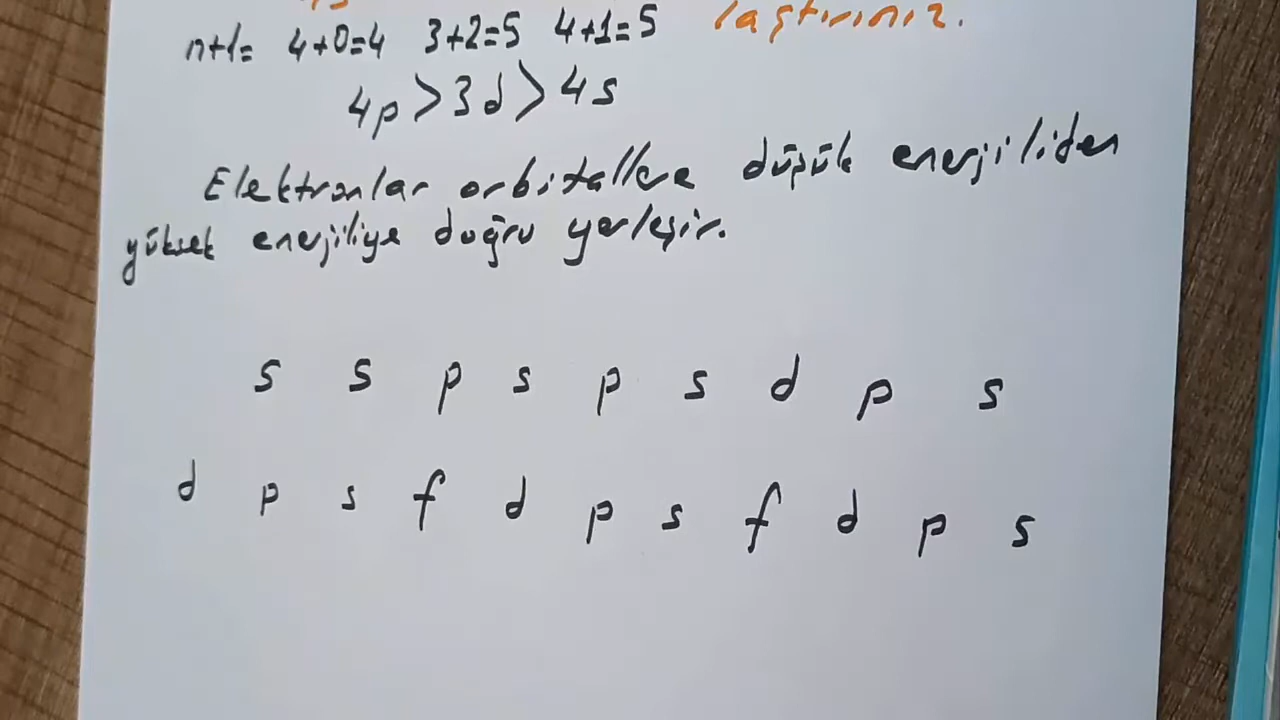 laştırınız.
n+l= 4+0=4 3+2=5 4+1=5
4p>3d>4s
Elektronlar orbitallere düşük enerjiliden
yüksek enerjiliye doğru yerleşir.
s s p s p s d p s
d p s f d p s f d p s